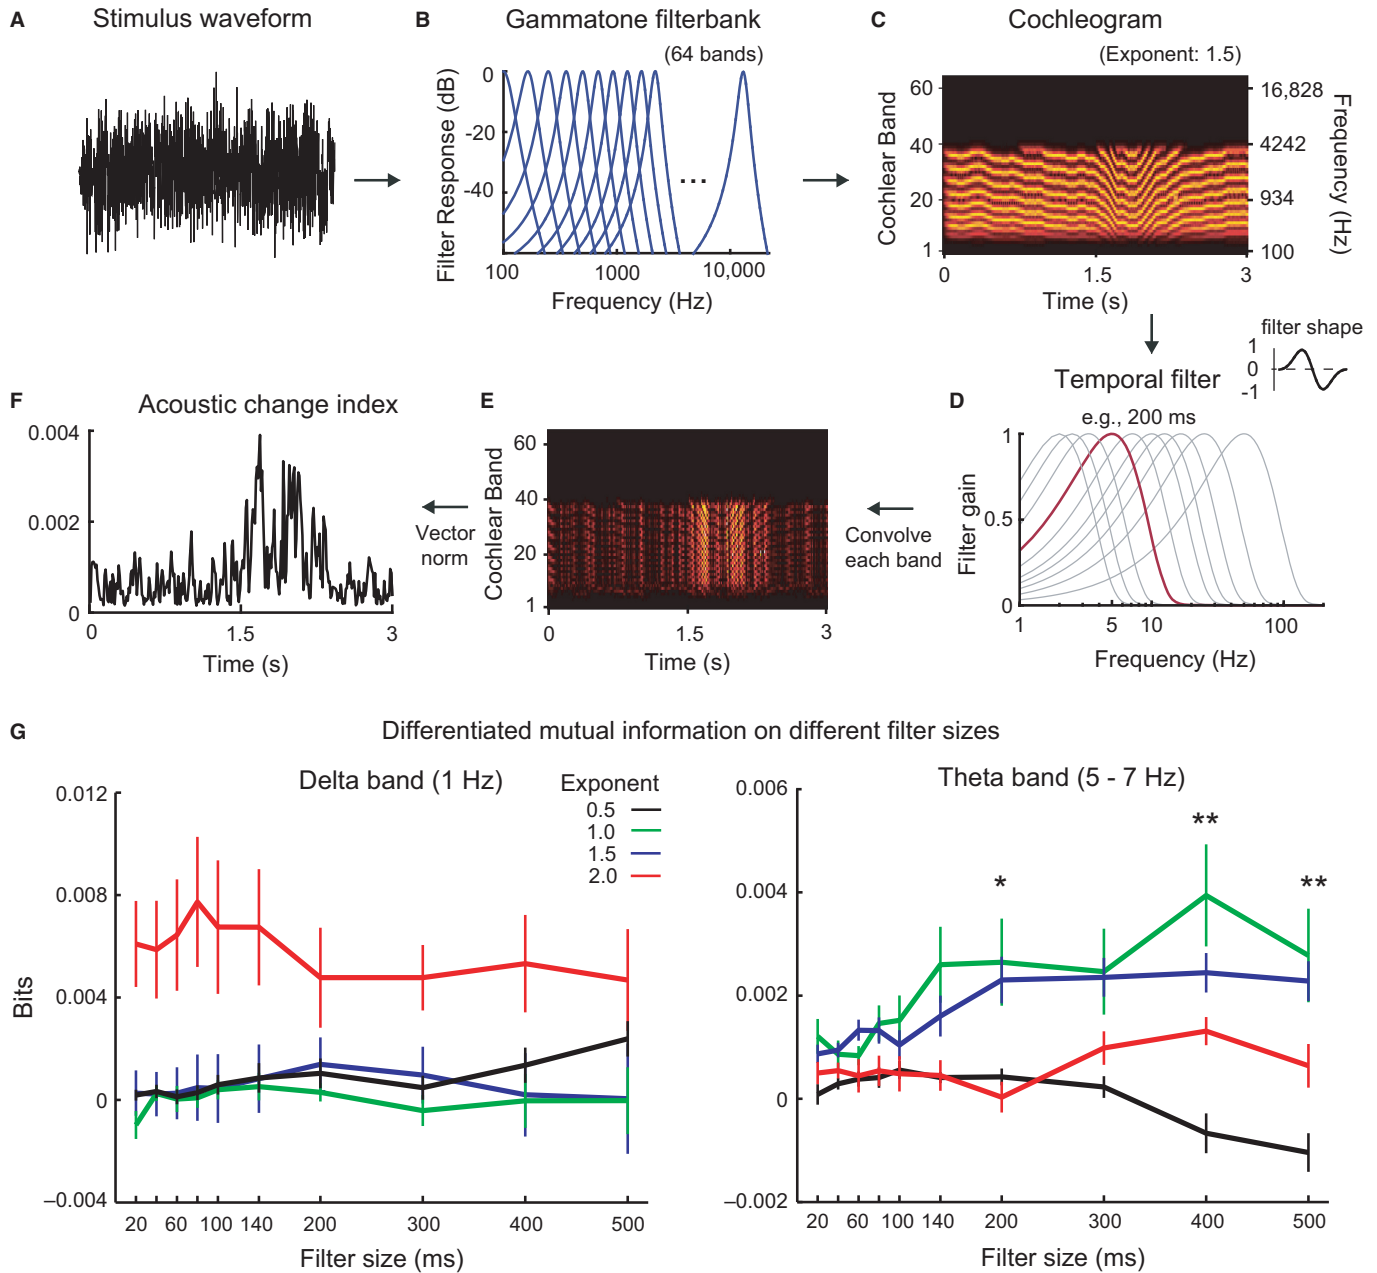 A
Stimulus waveform
B
Gammatone filterbank
(64 bands)
Filter Response (dB)
0
-20
-40
100
1000
10,000
...
Frequency (Hz)
C
Cochleogram
(Exponent: 1.5)
Cochlear Band
60
40
20
1
16,828
4242
934
100
Frequency (Hz)
0
1.5
3
Time (s)
filter shape
1
0
-1
D
Temporal filter
e.g., 200 ms
Filter gain
1
0.5
0
1
5
10
100
Frequency (Hz)
Convolve
each band
E
Cochlear Band
60
40
20
1
0
1.5
3
Time (s)
Vector
norm
F
Acoustic change index
0.004
0.002
0
0
1.5
3
Time (s)
G
Differentiated mutual information on different filter sizes
Delta band (1 Hz)
Exponent
0.5
1.0
1.5
2.0
Bits
0.012
0.008
0.004
0
–0.004
20
60
100
140
200
300
400
500
Filter size (ms)
Theta band (5 - 7 Hz)
0.006
0.004
0.002
0
–0.002
*
**
**
20
60
100
140
200
300
400
500
Filter size (ms)